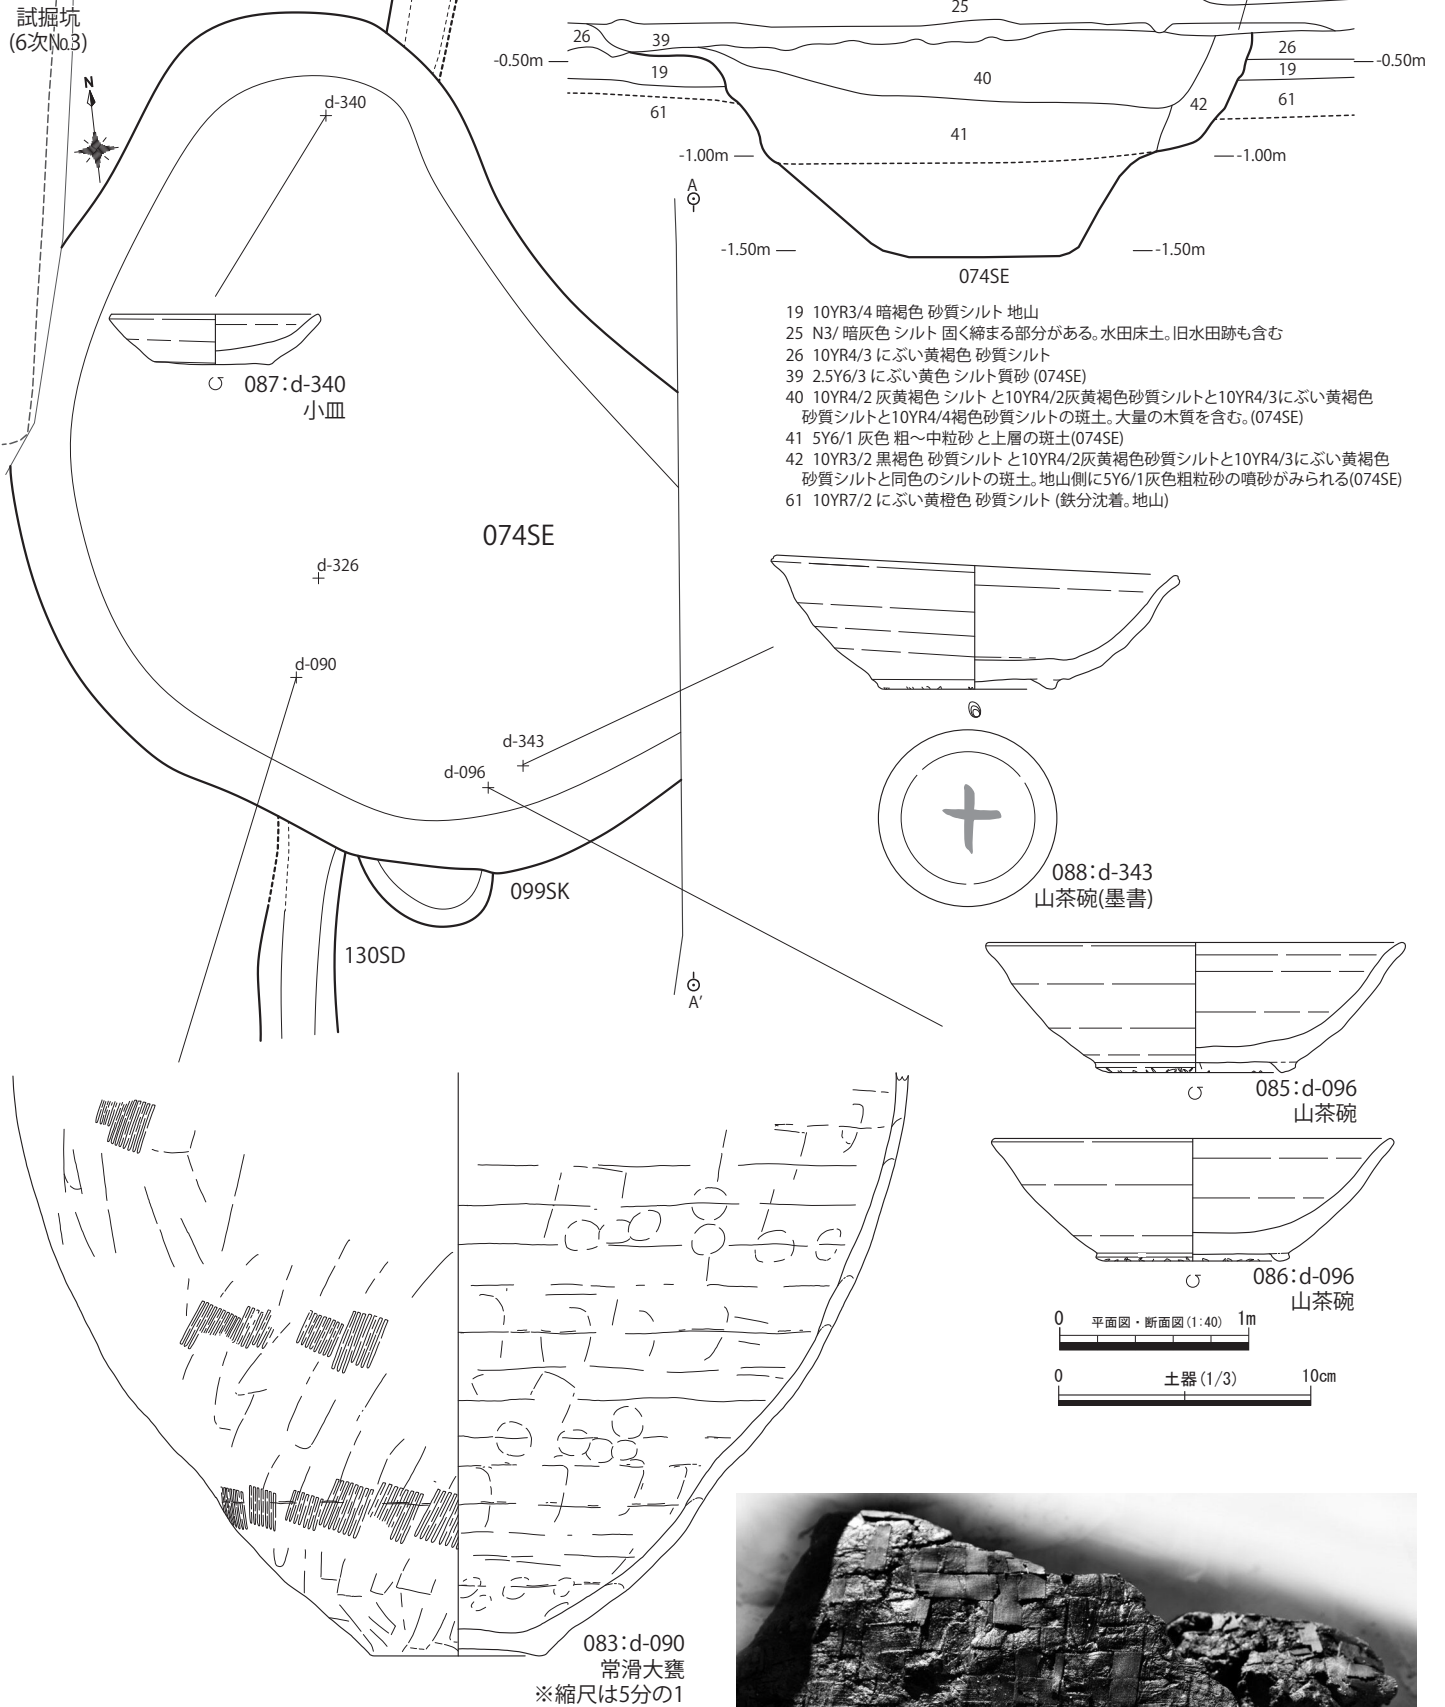 試掘坑
(6次№3)
N
d-340
087:d-340
小皿
074SE
d-326
d-090
d-343
d-096
099SK
130SD
A
A'
25
26
39
26
-0.50m
-0.50m
19
40
19
61
42
61
41
-1.00m
-1.00m
-1.50m
-1.50m
074SE
19 10YR3/4 暗褐色 砂質シルト 地山
25 N3/ 暗灰色 シルト 固く締まる部分がある。水田床土。旧水田跡も含む
26 10YR4/3 にぶい黄褐色 砂質シルト
39 2.5Y6/3 にぶい黄色 シルト質砂 (074SE)
40 10YR4/2 灰黄褐色 シルト と10YR4/2灰黄褐色砂質シルトと10YR4/3にぶい黄褐色
砂質シルトと10YR4/4褐色砂質シルトの斑土。大量の木質を含む。(074SE)
41 5Y6/1 灰色 粗〜中粒砂 と上層の斑土(074SE)
42 10YR3/2 黒褐色 砂質シルト と10YR4/2灰黄褐色砂質シルトと10YR4/3にぶい黄褐色
砂質シルトと同色のシルトの斑土。地山側に5Y6/1灰色粗粒砂の噴砂がみられる(074SE)
61 10YR7/2 にぶい黄橙色 砂質シルト (鉄分沈着。地山)
088:d-343
山茶碗(墨書)
085:d-096
山茶碗
086:d-096
山茶碗
0 平面図・断面図(1:40) 1m
0 土器(1/3) 10cm
083:d-090
常滑大甕
※縮尺は5分の1